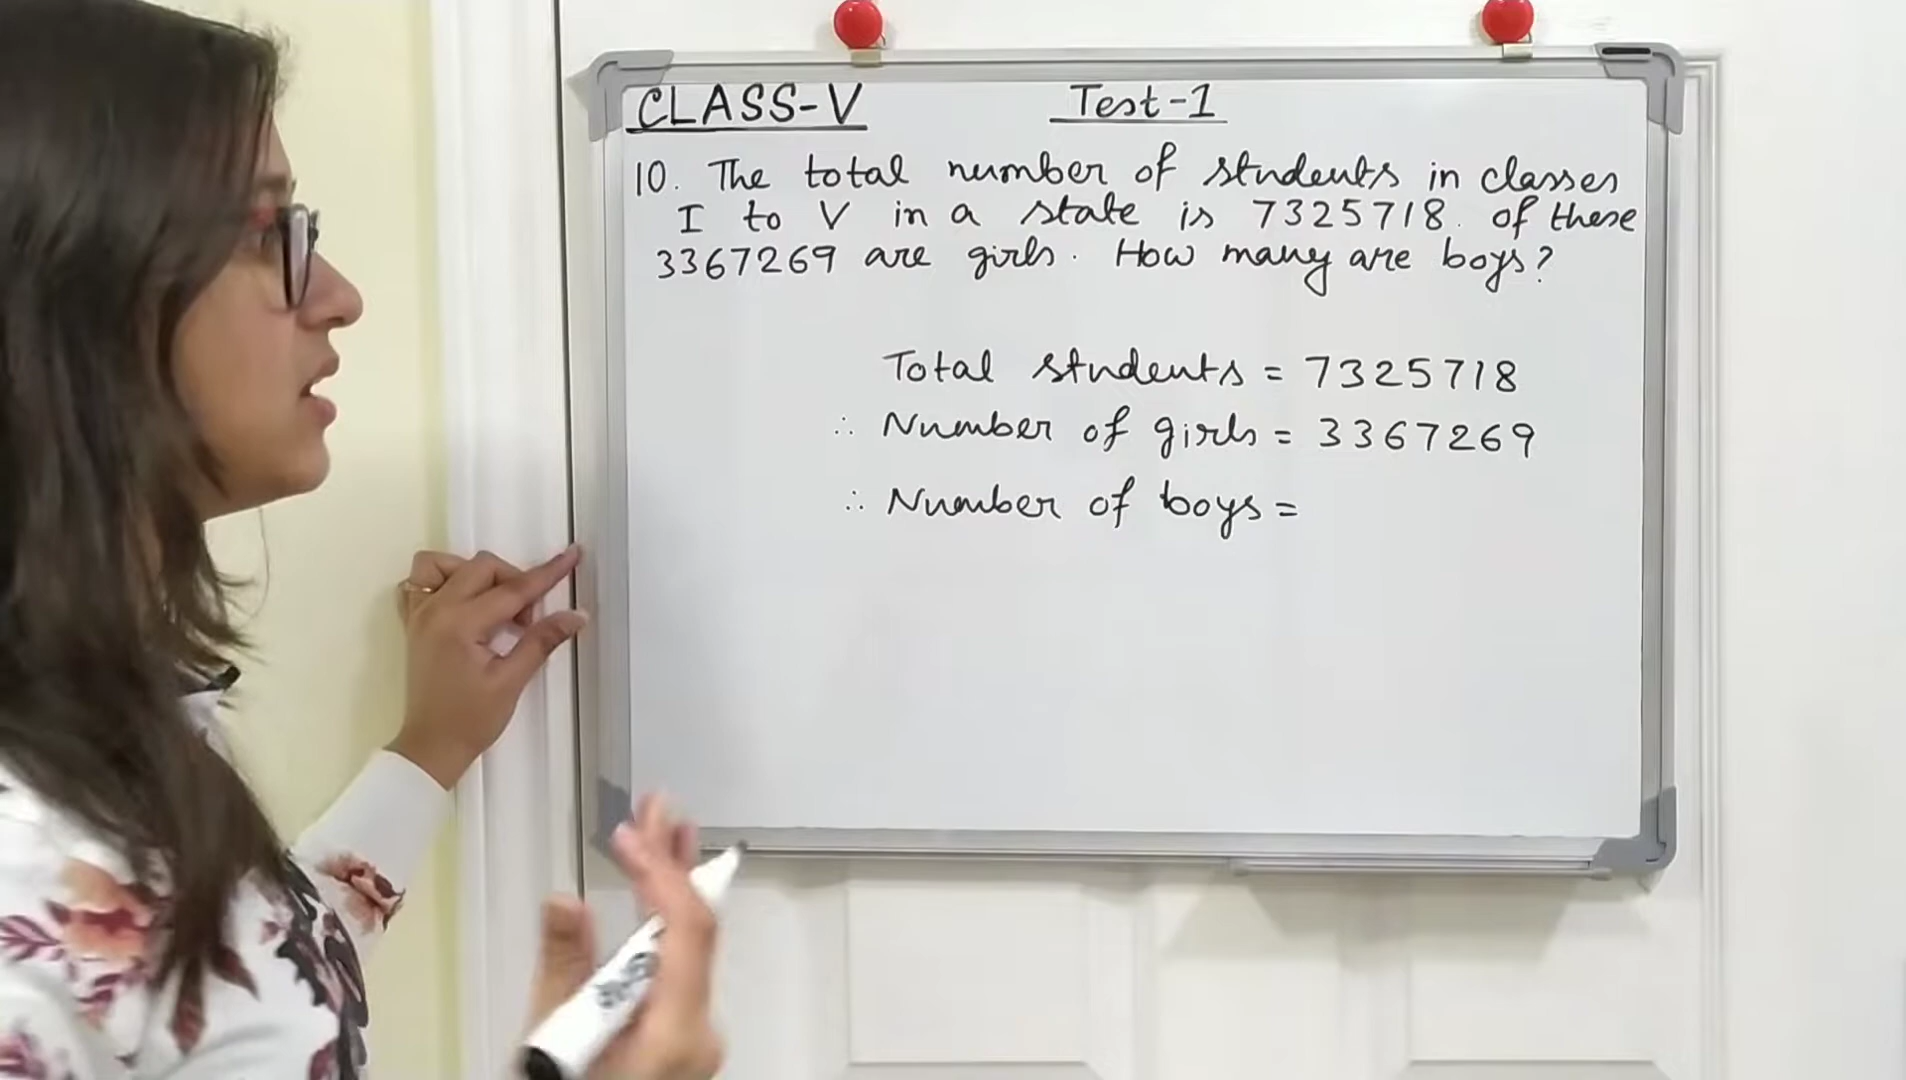 CLASS-V Test-1
10. The total number of students in classes
I to V in a state is 7325718. of these
3367269 are girls. How many are boys?
Total students = 7325718
∴ Number of girls = 3367269
∴ Number of boys =